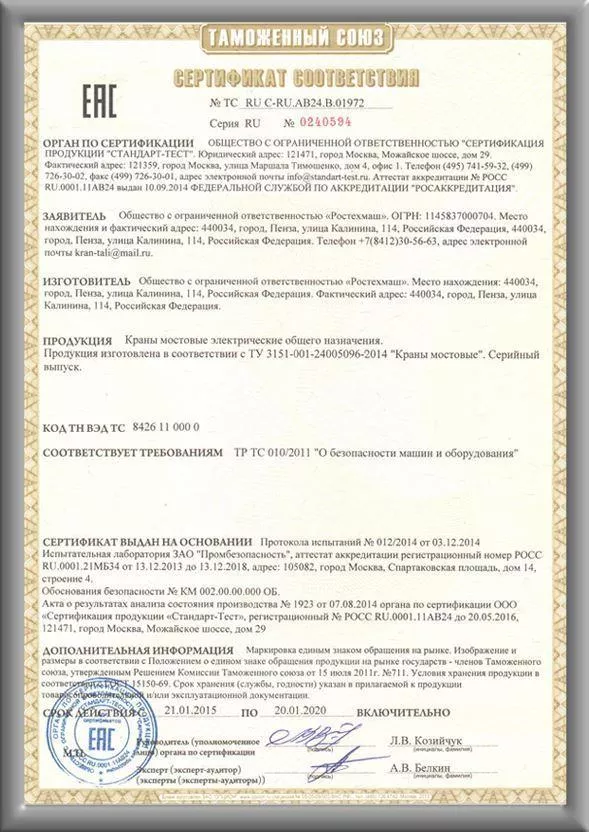 ТАМОЖЕННЫЙ СОЮЗ
СЕРТИФИКАТ СООТВЕТСТВИЯ
№ ТС RU C-RU.АВ24.В.01972
Серия RU № 0240594
ОРГАН ПО СЕРТИФИКАЦИИ ОБЩЕСТВО С ОГРАНИЧЕННОЙ ОТВЕТСТВЕННОСТЬЮ "СЕРТИФИКАЦИЯ
ПРОДУКЦИИ "СТАНДАРТ-ТЕСТ". Юридический адрес: 121471, город Москва, Можайское шоссе, дом 29.
Фактический адрес: 121359, город Москва, улица Маршала Тимошенко, дом 4, офис 1. Телефон (495) 741-59-32, (499)
726-30-02, факс (499) 726-30-01, адрес электронной почты info@standart-test.ru. Аттестат аккредитации № РОСС
RU.0001.11АВ24 выдан 10.09.2014 ФЕДЕРАЛЬНОЙ СЛУЖБОЙ ПО АККРЕДИТАЦИИ "РОСАККРЕДИТАЦИЯ".
ЗАЯВИТЕЛЬ Общество с ограниченной ответственностью «Ростехмаш». ОГРН: 1145837000704. Место
нахождения и фактический адрес: 440034, город, Пенза, улица Калинина, 114, Российская Федерация, 440034,
город, Пенза, улица Калинина, 114, Российская Федерация. Телефон +7(8412)30-56-63, адрес электронной
почты kran-tali@mail.ru.
ИЗГОТОВИТЕЛЬ Общество с ограниченной ответственностью «Ростехмаш». Место нахождения: 440034,
город, Пенза, улица Калинина, 114, Российская Федерация. Фактический адрес: 440034, город, Пенза, улица
Калинина, 114, Российская Федерация.
ПРОДУКЦИЯ Краны мостовые электрические общего назначения.
Продукция изготовлена в соответствии с ТУ 3151-001-24005096-2014 "Краны мостовые". Серийный
выпуск.
КОД ТН ВЭД ТС 8426 11 000 0
СООТВЕТСТВУЕТ ТРЕБОВАНИЯМ ТР ТС 010/2011 "О безопасности машин и оборудования"
СЕРТИФИКАТ ВЫДАН НА ОСНОВАНИИ Протокола испытаний № 012/2014 от 03.12.2014
Испытательная лаборатория ЗАО "Промбезопасность", аттестат аккредитации регистрационный номер РОСС
RU.0001.21МБ34 от 13.12.2013 до 13.12.2018, адрес: 105082, город Москва, Спартаковская площадь, дом 14,
строение 4.
Обоснования безопасности № КМ 002.00.00.000 ОБ.
Акта о результатах анализа состояния производства № 1923 от 07.08.2014 органа по сертификации ООО
«Сертификация продукции «Стандарт-Тест», регистрационный № РОСС RU.0001.11АВ24 до 20.05.2016,
121471, город Москва, Можайское шоссе, дом 29
ДОПОЛНИТЕЛЬНАЯ ИНФОРМАЦИЯ Маркировка единым знаком обращения на рынке. Изображение и
размеры в соответствии с Положением о едином знаке обращения продукции на рынке государств - членов Таможенного
союза, утвержденным Решением Комиссии Таможенного союза от 15 июля 2011г. №711. Условия хранения продукции в
соответствии ГОСТ 15150-69. Срок хранения (службы, годности) указан в прилагаемой к продукции
товаросопроводительной и/или эксплуатационной документации.
СРОК ДЕЙСТВИЯ 21.01.2015 ПО 20.01.2020 ВКЛЮЧИТЕЛЬНО
М.П.
Руководитель (уполномоченное
лицо) органа по сертификации
(подпись)
Л.В. Козийчук
(инициалы, фамилия)
Эксперт (эксперт-аудитор)
(эксперты (эксперты-аудиторы))
(подпись)
А.В. Белкин
(инициалы, фамилия)